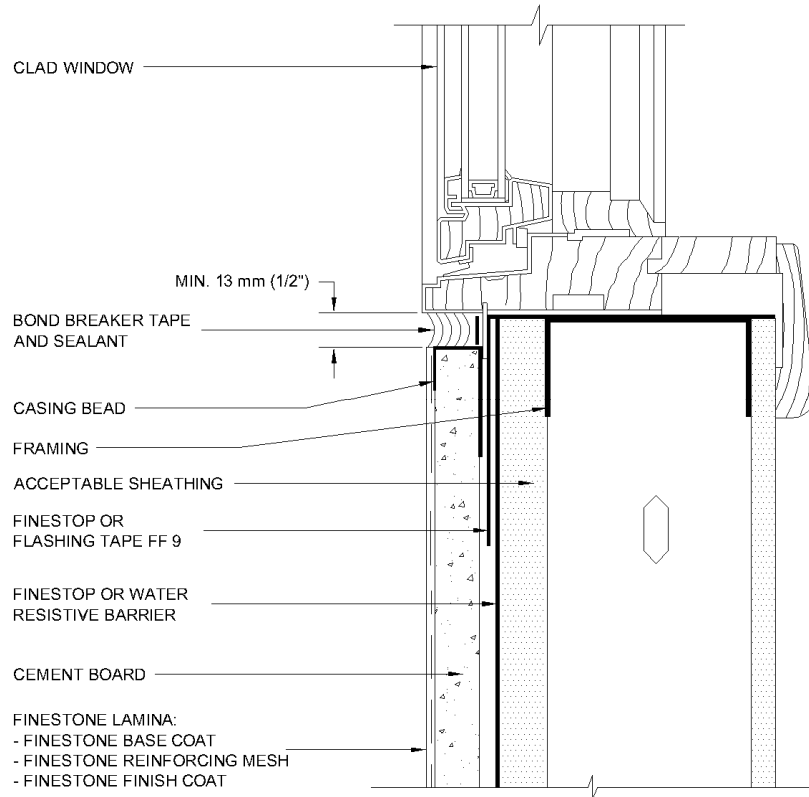 CLAD WINDOW
MIN. 13 mm (1/2")
BOND BREAKER TAPE
AND SEALANT
CASING BEAD
FRAMING
ACCEPTABLE SHEATHING
FINESTOP OR
FLASHING TAPE FF 9
FINESTOP OR WATER
RESISTIVE BARRIER
CEMENT BOARD
FINESTONE LAMINA:
- FINESTONE BASE COAT
- FINESTONE REINFORCING MESH
- FINESTONE FINISH COAT